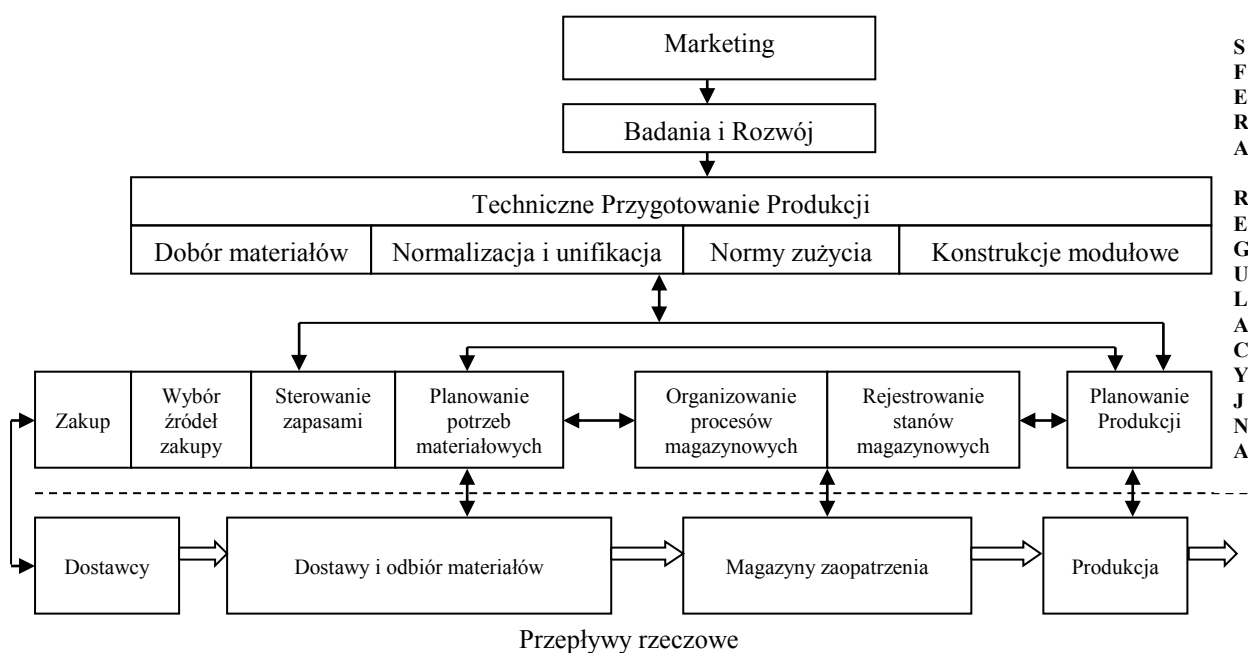 Marketing
Badania i Rozwój
Techniczne Przygotowanie Produkcji
Dobór materiałów
Normalizacja i unifikacja
Normy zużycia
Konstrukcje modułowe
Zakup
Wybór
źródeł
zakupy
Sterowanie
zapasami
Planowanie
potrzeb
materiałowych
Organizowanie
procesów
magazynowych
Rejestrowanie
stanów
magazynowych
Planowanie
Produkcji
Dostawcy
Dostawy i odbiór materiałów
Magazyny zaopatrzenia
Produkcja
Przepływy rzeczowe
S
F
E
R
A
R
E
G
U
L
A
C
Y
J
N
A